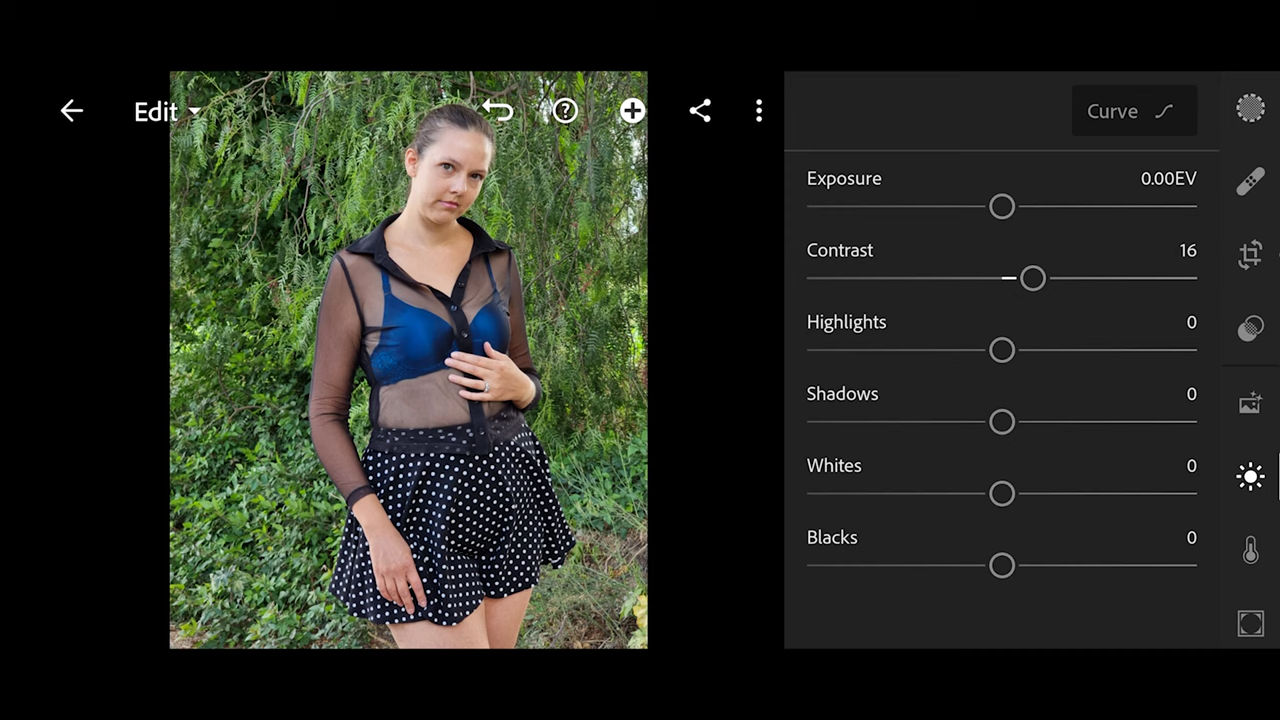 Edit
Curve
Exposure 0.00EV
Contrast 16
Highlights 0
Shadows 0
Whites 0
Blacks 0